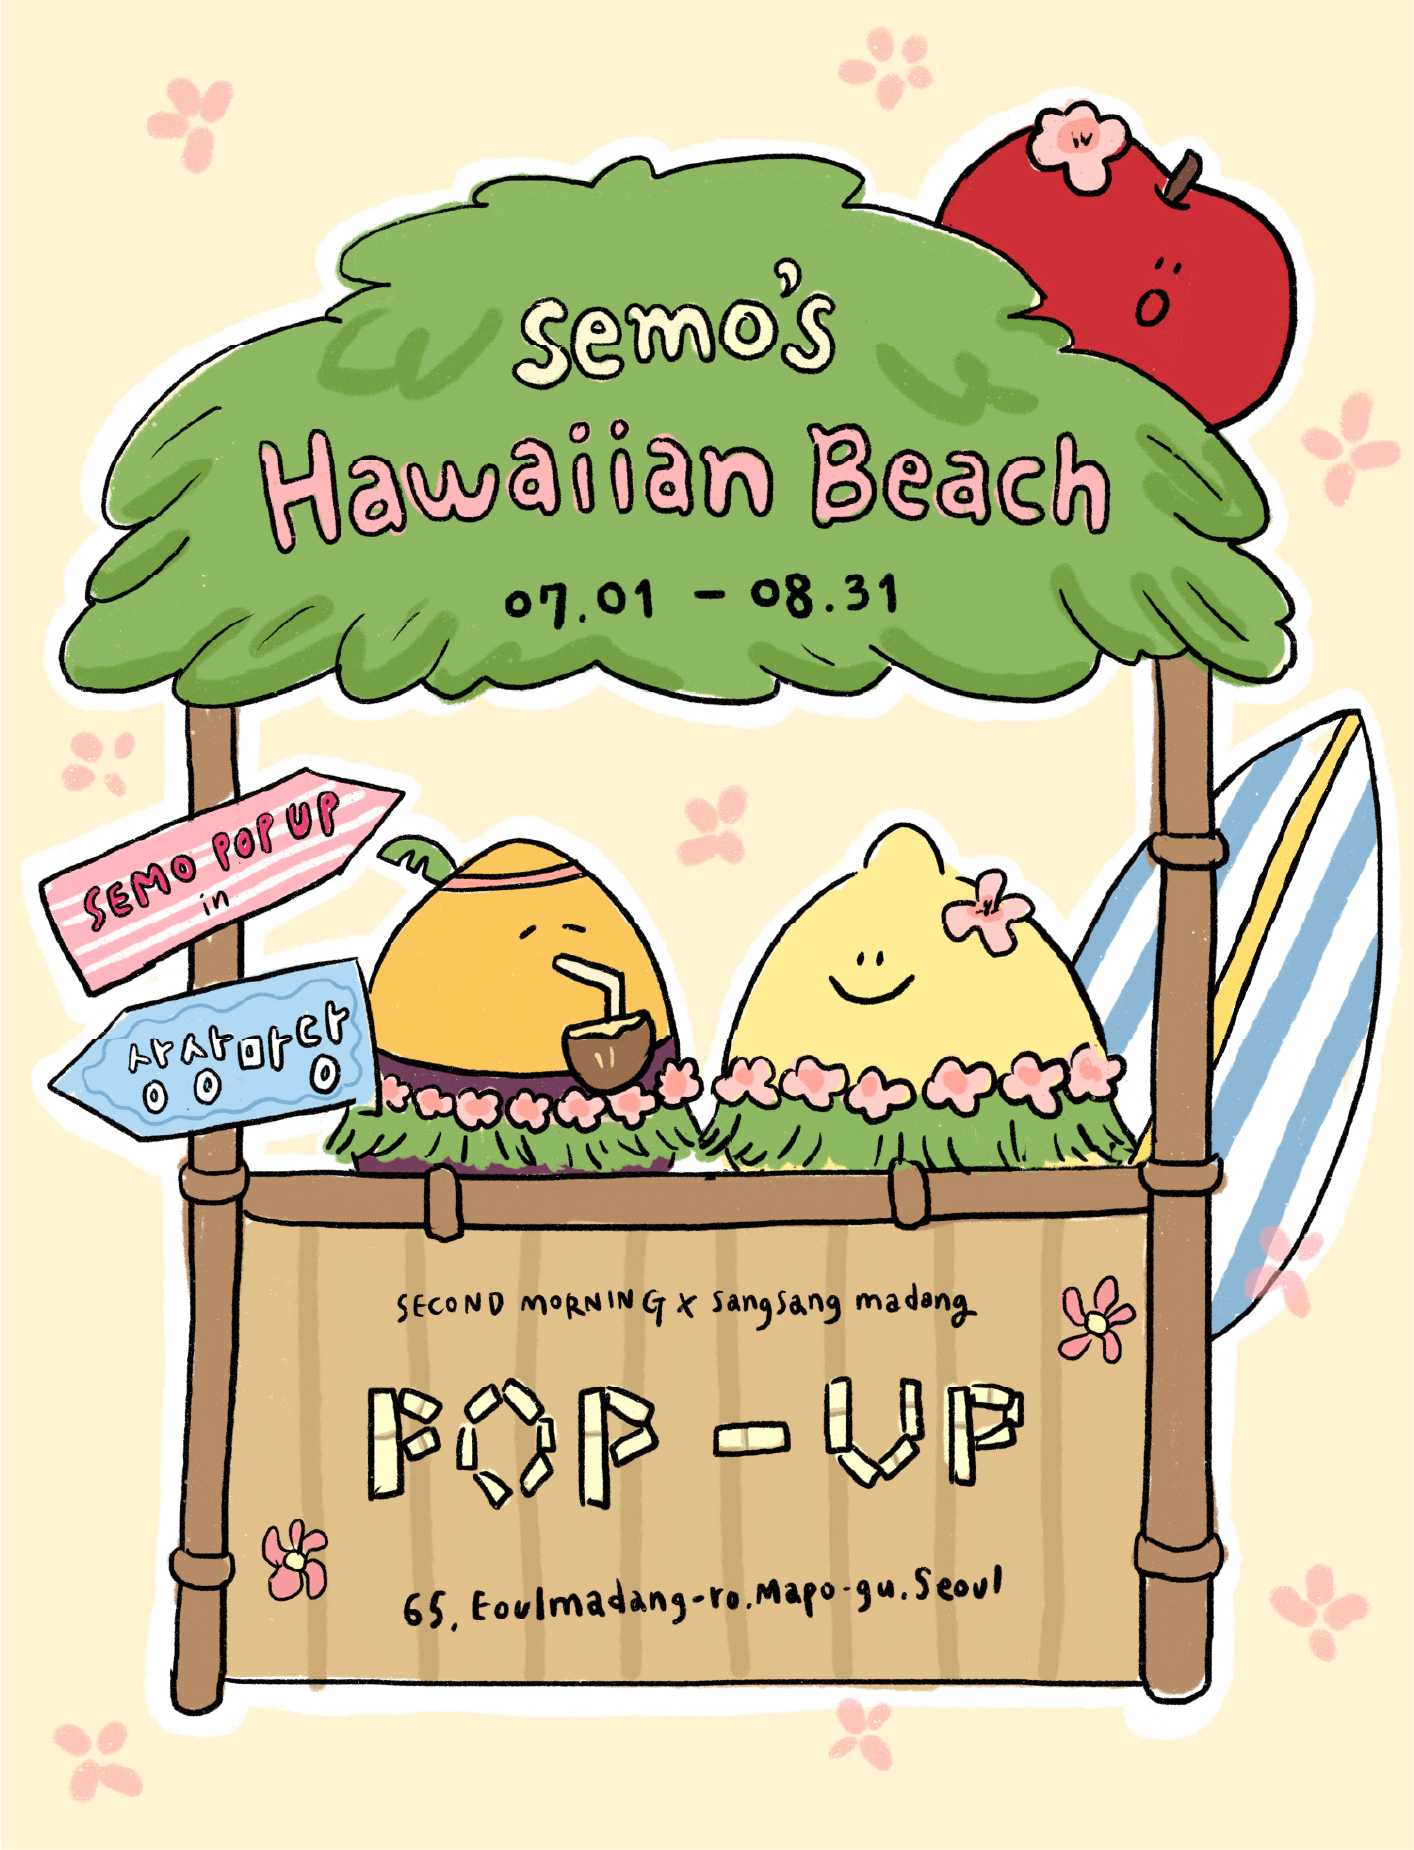 semo's
Hawaiian Beach
07.01 - 08.31
SEMO POP UP
in
상상마당
SECOND MORNING X sangsang madang
POP-UP
65, Eoulmadang-ro.Mapo-gu.Seoul